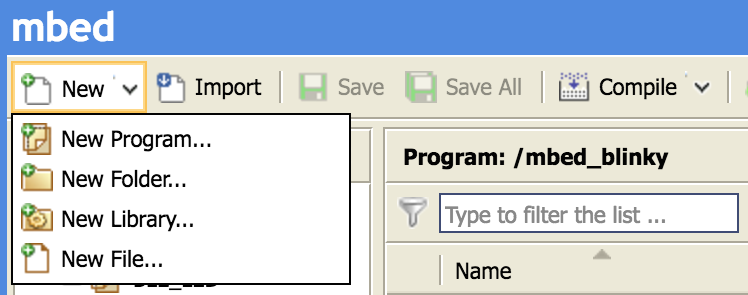 mbed
New Import Save Save All Compile
New Program...
New Folder...
New Library...
New File...
Program: /mbed_blinky
Type to filter the list ...
Name